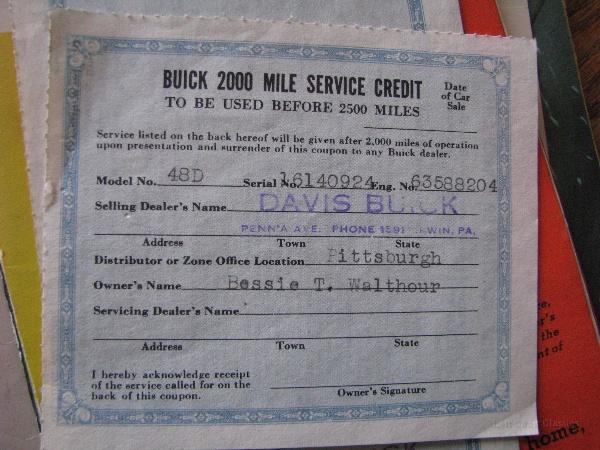 BUICK 2000 MILE SERVICE CREDIT
TO BE USED BEFORE 2500 MILES
Date
of Car
Sale
Service listed on the back hereof will be given after 2,000 miles of operation
upon presentation and surrender of this coupon to any Buick dealer.
Model No. 48D Serial No. 16140924 Eng. No. 63588204
Selling Dealer's Name DAVIS BUICK
PENN'A AVE. PHONE 1591 PA.
Address Town State
Distributor or Zone Office Location Pittsburgh
Owner's Name Bessie T. Walthour
Servicing Dealer's Name
Address Town State
I hereby acknowledge receipt
of the service called for on the
back of this coupon.
Owner's Signature
the
nt of
home,